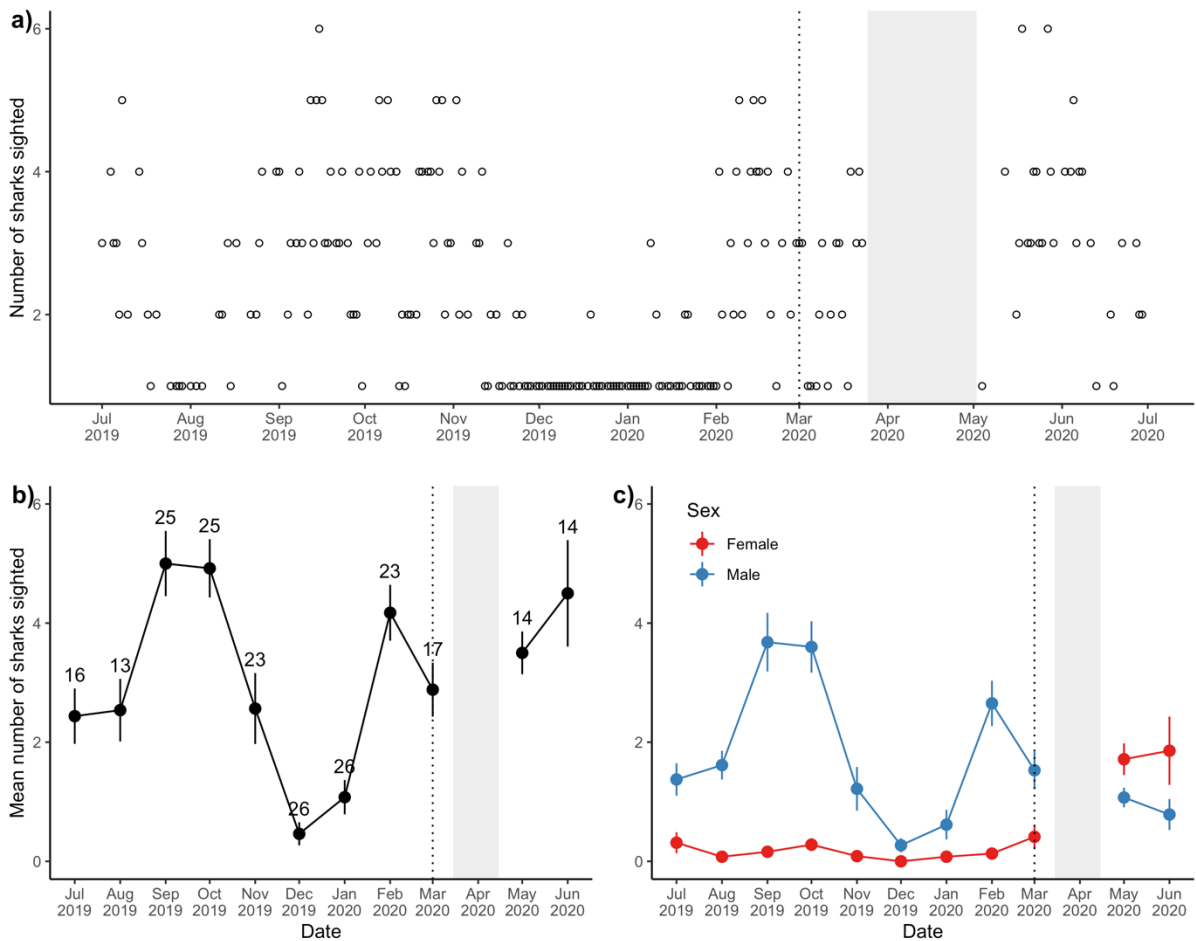 a)
Number of sharks sighted
6
4
2
Jul Aug Sep Oct Nov Dec Jan Feb Mar Apr May Jun Jul
2019 2019 2019 2019 2019 2019 2020 2020 2020 2020 2020 2020 2020
b)
Mean number of sharks sighted
6
4
2
0
16 13 25 25 23 26 26 23 17 14 14
Jul Aug Sep Oct Nov Dec Jan Feb Mar Apr May Jun
2019 2019 2019 2019 2019 2019 2020 2020 2020 2020 2020 2020
Date
c)
6
4
2
0
Sex
Female
Male
Jul Aug Sep Oct Nov Dec Jan Feb Mar Apr May Jun
2019 2019 2019 2019 2019 2019 2020 2020 2020 2020 2020 2020
Date